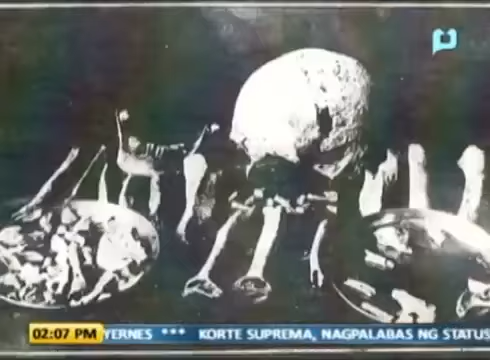 02:07 PM YERNES *** KORTE SUPREMA, NAGPALABAS NG STATUS